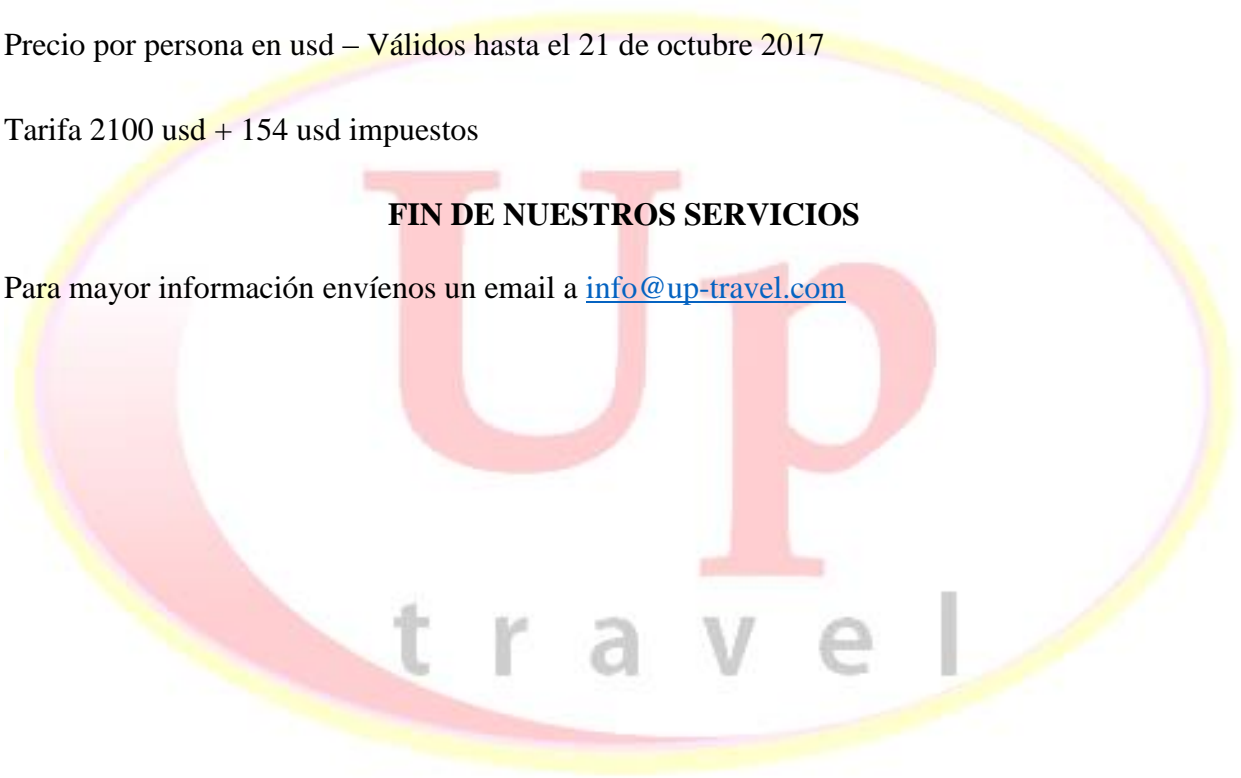 Precio por persona en usd – Válidos hasta el 21 de octubre 2017
Tarifa 2100 usd + 154 usd impuestos
FIN DE NUESTROS SERVICIOS
Para mayor información envíenos un email a info@up-travel.com
Up
travel